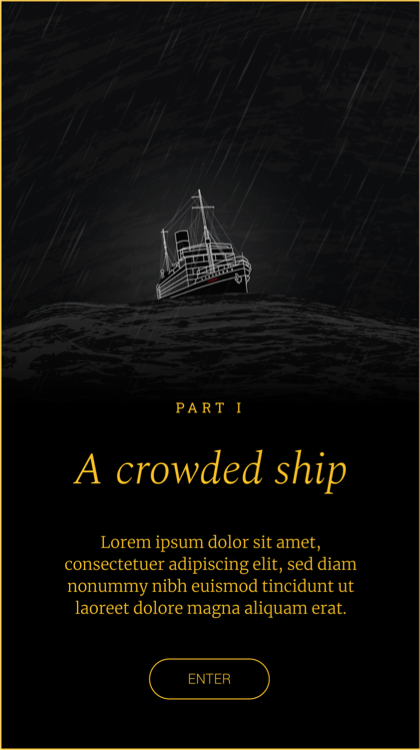 PART I
A crowded ship
Lorem ipsum dolor sit amet,
consectetuer adipiscing elit, sed diam
nonummy nibh euismod tincidunt ut
laoreet dolore magna aliquam erat.
ENTER